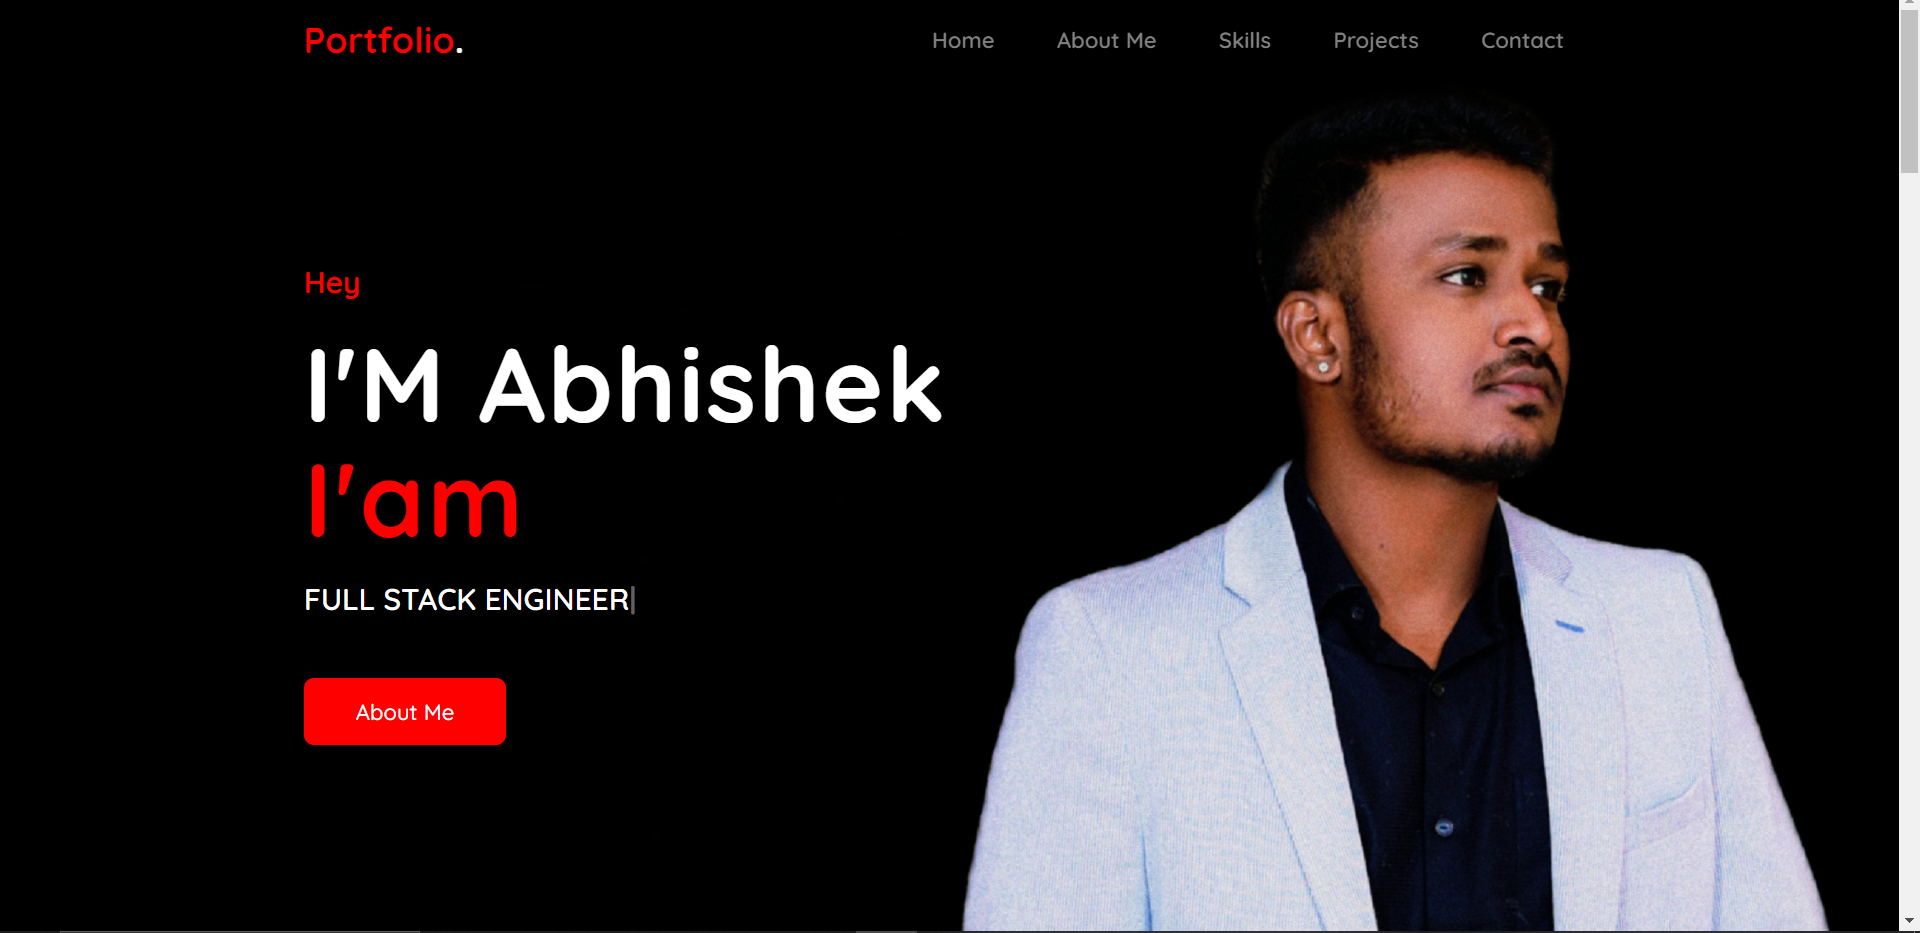 Portfolio.
Home About Me Skills Projects Contact
Hey
I'M Abhishek
I'am
FULL STACK ENGINEER|
About Me